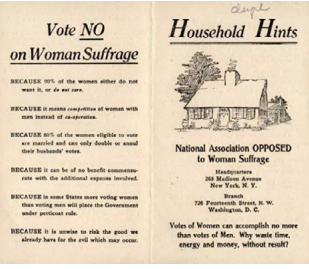 Vote NO
on Woman Suffrage
BECAUSE 90% of the women either do not
want it, or do not care.
BECAUSE it means competition of women with
men instead of co-operation.
BECAUSE 80% of the women eligible to vote
are married and can only double or annul
their husbands' votes.
BECAUSE it can be of no benefit commensu-
rate with the additional expense involved.
BECAUSE in some States more voting women
than voting men will place the Government
under petticoat rule.
BECAUSE it is unwise to risk the good we
already have for the evil which may occur.
Household Hints
National Association OPPOSED
to Woman Suffrage
Headquarters
268 Madison Avenue
New York, N. Y.
Branch
726 Fourteenth Street, N. W.
Washington, D. C.
Votes of Women can accomplish no more
than votes of Men. Why waste time,
energy and money, without result?